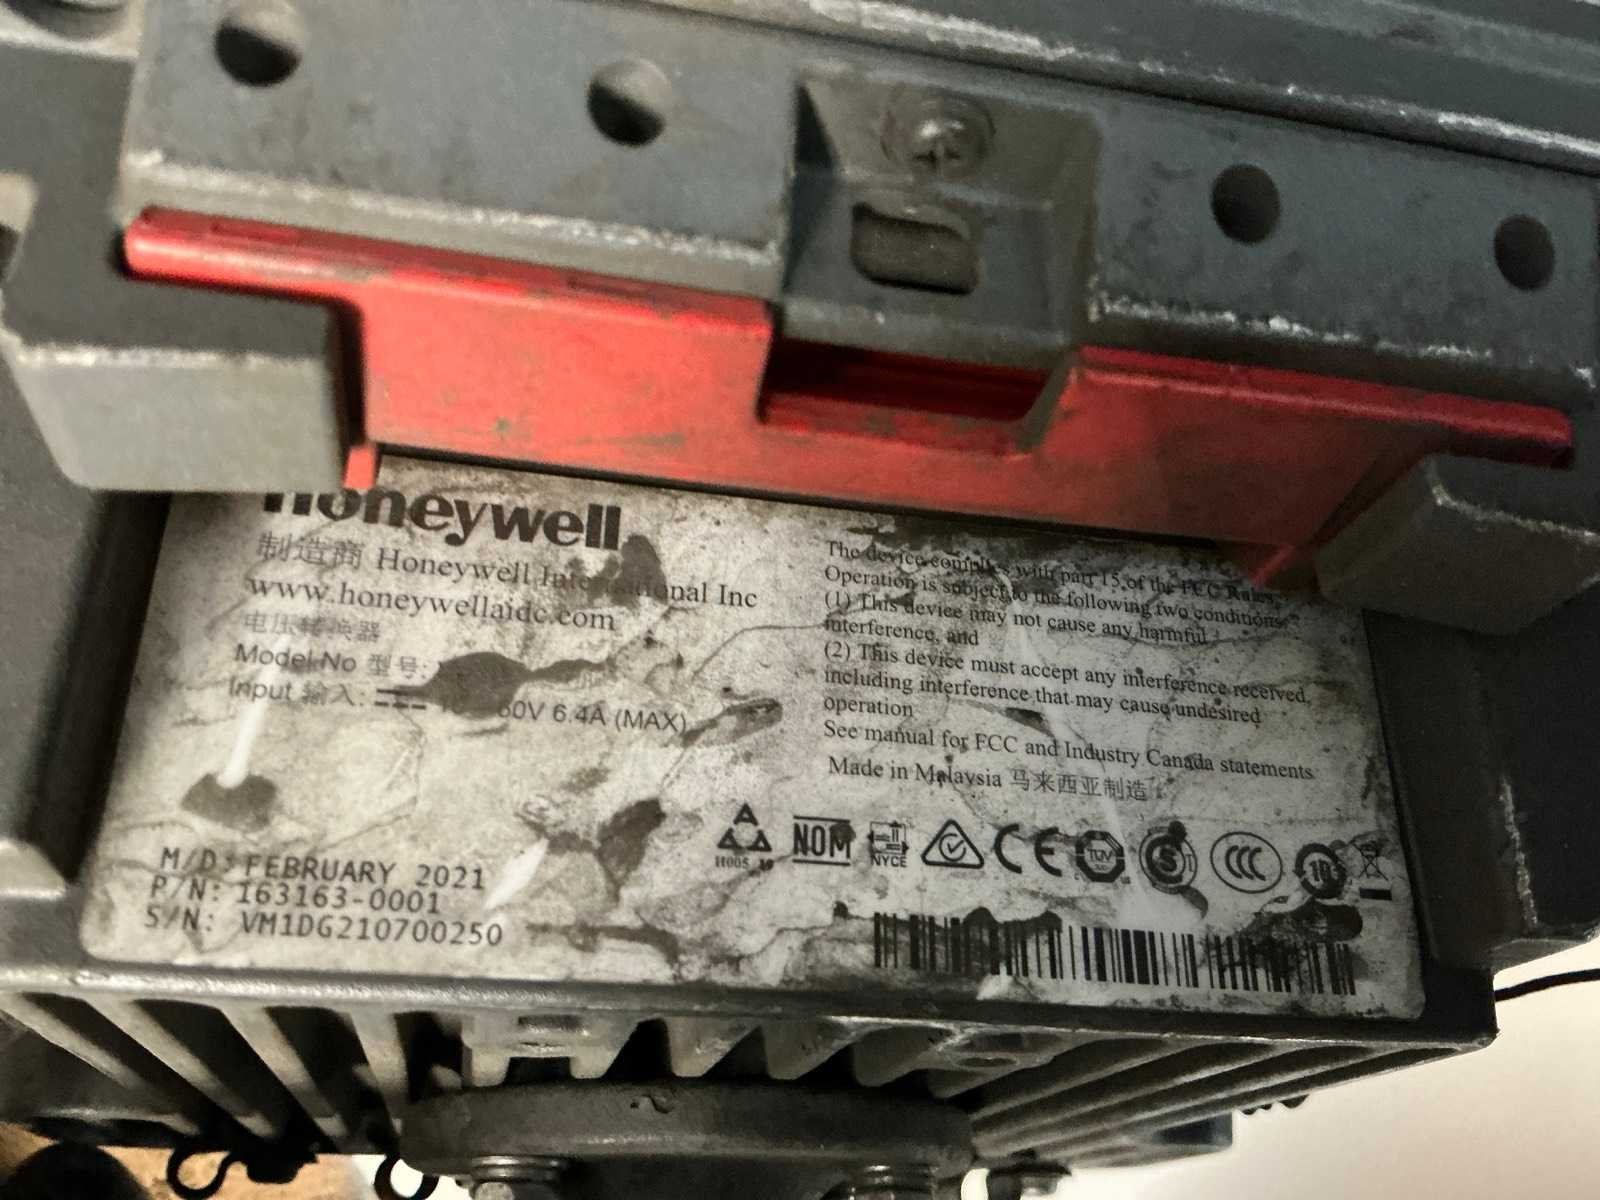 Honeywell
制造商 Honeywell International Inc
www.honeywellaidc.com
电压转换器
Model No 型号:
Input 输入: 60V 6.4A (MAX)
M/D: FEBRUARY 2021
P/N: 163163-0001
S/N: VM1DG210700250
The device complies with part 15 of the FCC Rules.
Operation is subject to the following two conditions:
(1) This device may not cause any harmful
interference, and
(2) This device must accept any interference received,
including interference that may cause undesired
operation
See manual for FCC and Industry Canada statements
Made in Malaysia 马来西亚制造
A
H005
NOM
NYCE
CE
TÜV
S
CCC
10